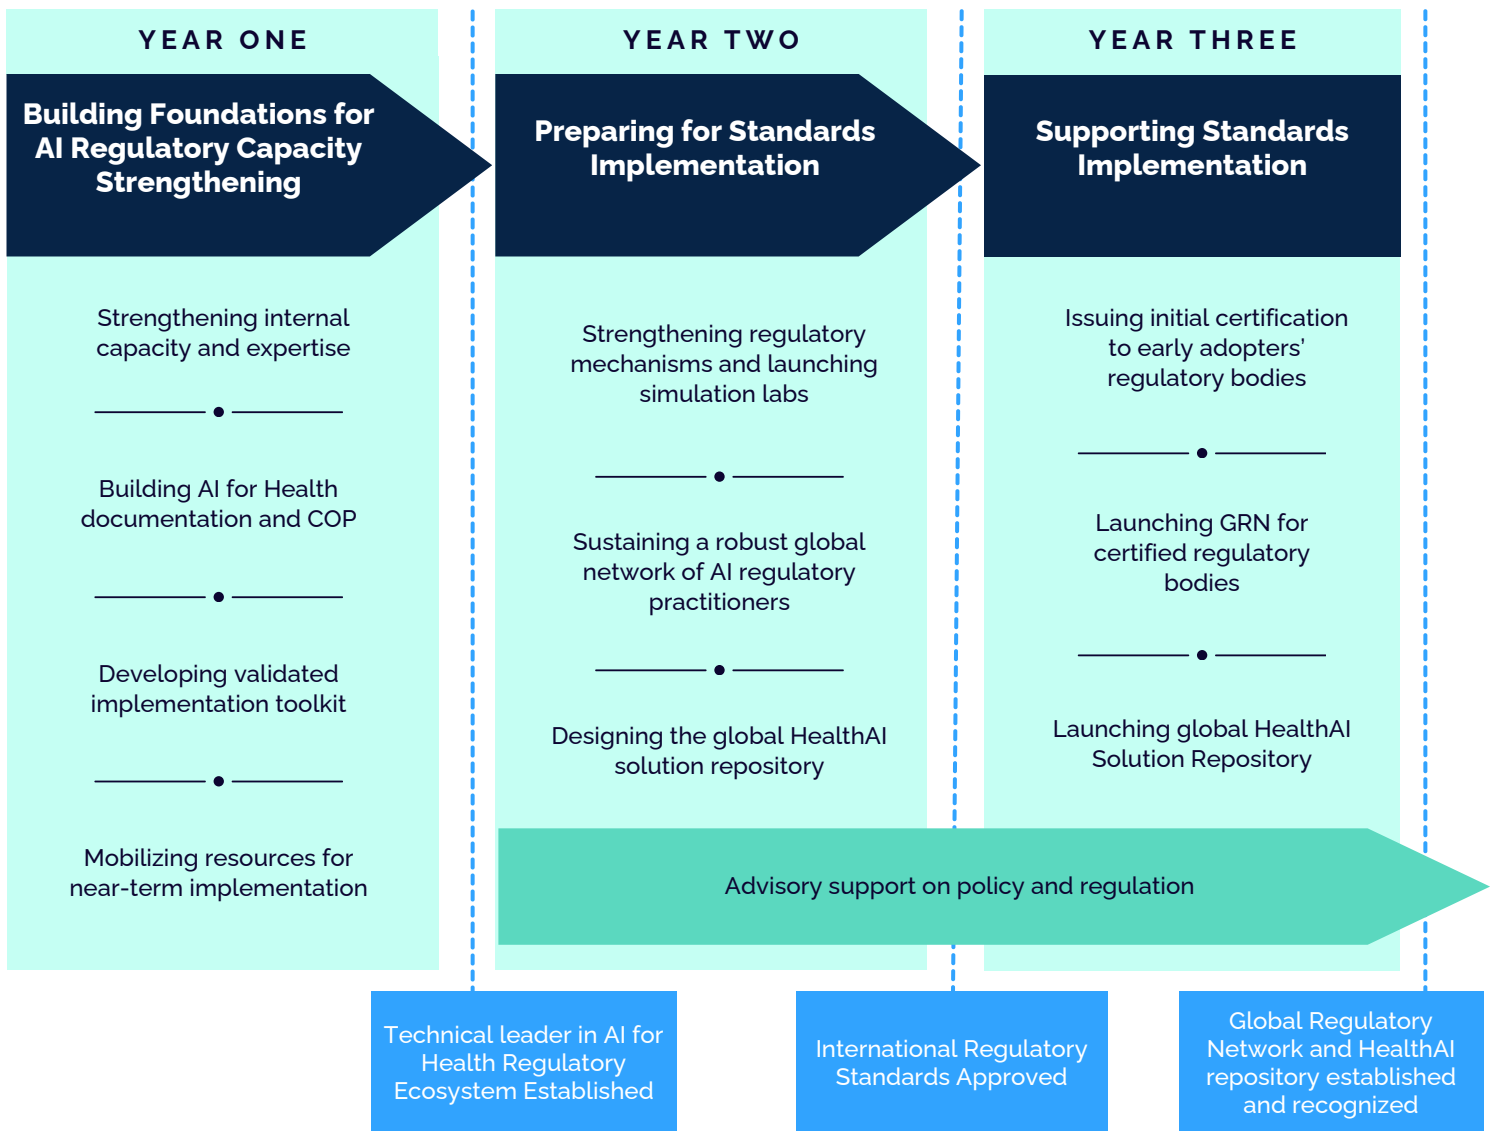 YEAR ONE
Building Foundations for
AI Regulatory Capacity
Strengthening
Strengthening internal
capacity and expertise
Building AI for Health
documentation and COP
Developing validated
implementation toolkit
Mobilizing resources for
near-term implementation
YEAR TWO
Preparing for Standards
Implementation
Strengthening regulatory
mechanisms and launching
simulation labs
Sustaining a robust global
network of AI regulatory
practitioners
Designing the global HealthAI
solution repository
YEAR THREE
Supporting Standards
Implementation
Issuing initial certification
to early adopters’
regulatory bodies
Launching GRN for
certified regulatory
bodies
Launching global HealthAI
Solution Repository
Advisory support on policy and regulation
Technical leader in AI for
Health Regulatory
Ecosystem Established
International Regulatory
Standards Approved
Global Regulatory
Network and HealthAI
repository established
and recognized